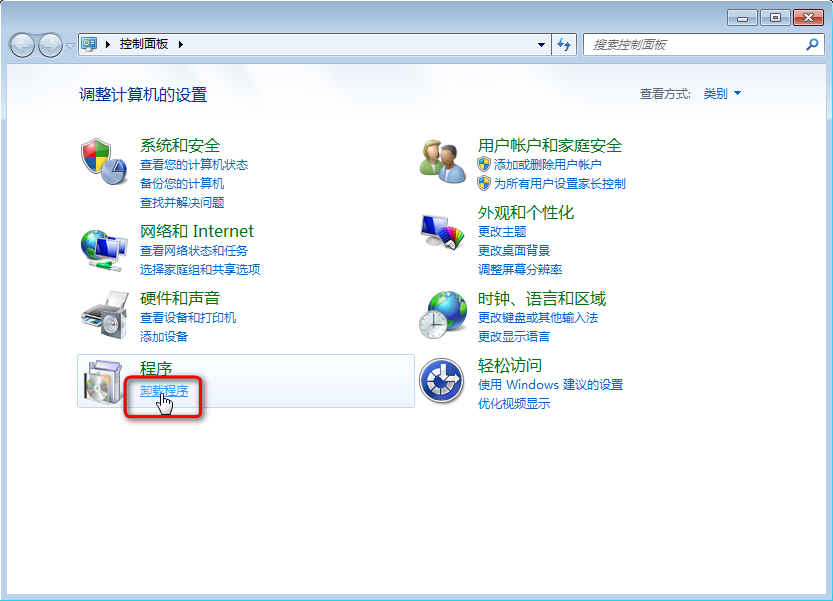 控制面板
搜索控制面板
调整计算机的设置
查看方式: 类别
系统和安全
查看您的计算机状态
备份您的计算机
查找并解决问题
网络和 Internet
查看网络状态和任务
选择家庭组和共享选项
硬件和声音
查看设备和打印机
添加设备
程序
卸载程序
用户帐户和家庭安全
添加或删除用户帐户
为所有用户设置家长控制
外观和个性化
更改主题
更改桌面背景
调整屏幕分辨率
时钟、语言和区域
更改键盘或其他输入法
更改显示语言
轻松访问
使用 Windows 建议的设置
优化视频显示